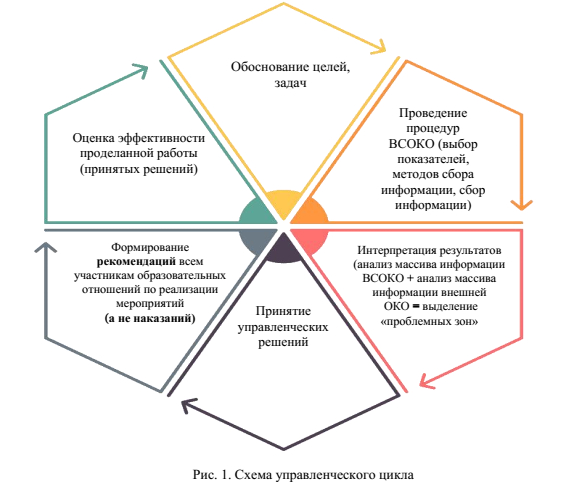 Обоснование целей,
задач
Проведение
процедур
ВСОКО (выбор
показателей,
методов сбора
информации, сбор
информации)
Интерпретация результатов
(анализ массива информации
ВСОКО + анализ массива
информации внешней
ОКО = выделение
«проблемных зон»
Принятие
управленческих
решений
Формирование
рекомендаций всем
участникам образовательных
отношений по реализации
мероприятий
(а не наказаний)
Оценка эффективности
проделанной работы
(принятых решений)
Рис. 1. Схема управленческого цикла